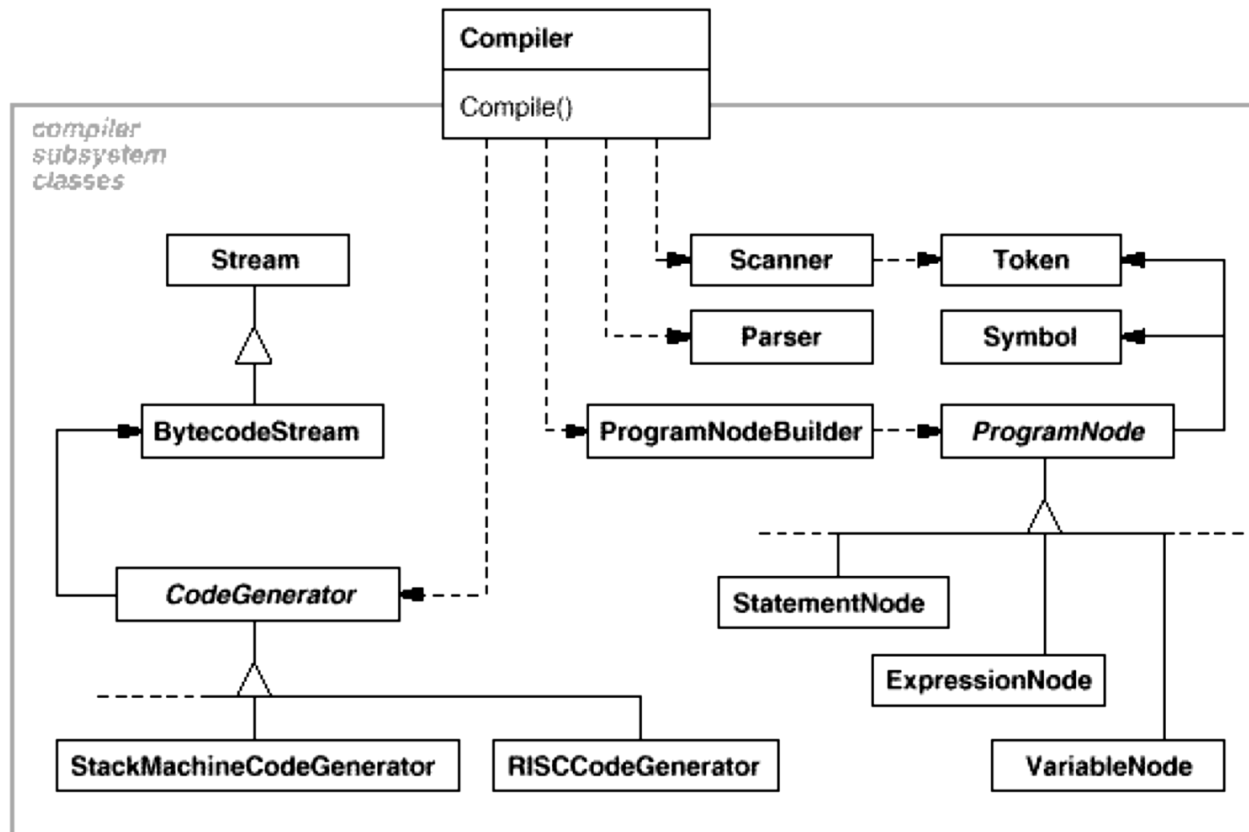 Compiler
Compile()
compiler
subsystem
classes
Stream
Scanner
Token
Parser
Symbol
BytecodeStream
ProgramNodeBuilder
ProgramNode
CodeGenerator
StatementNode
ExpressionNode
StackMachineCodeGenerator
RISCCodeGenerator
VariableNode